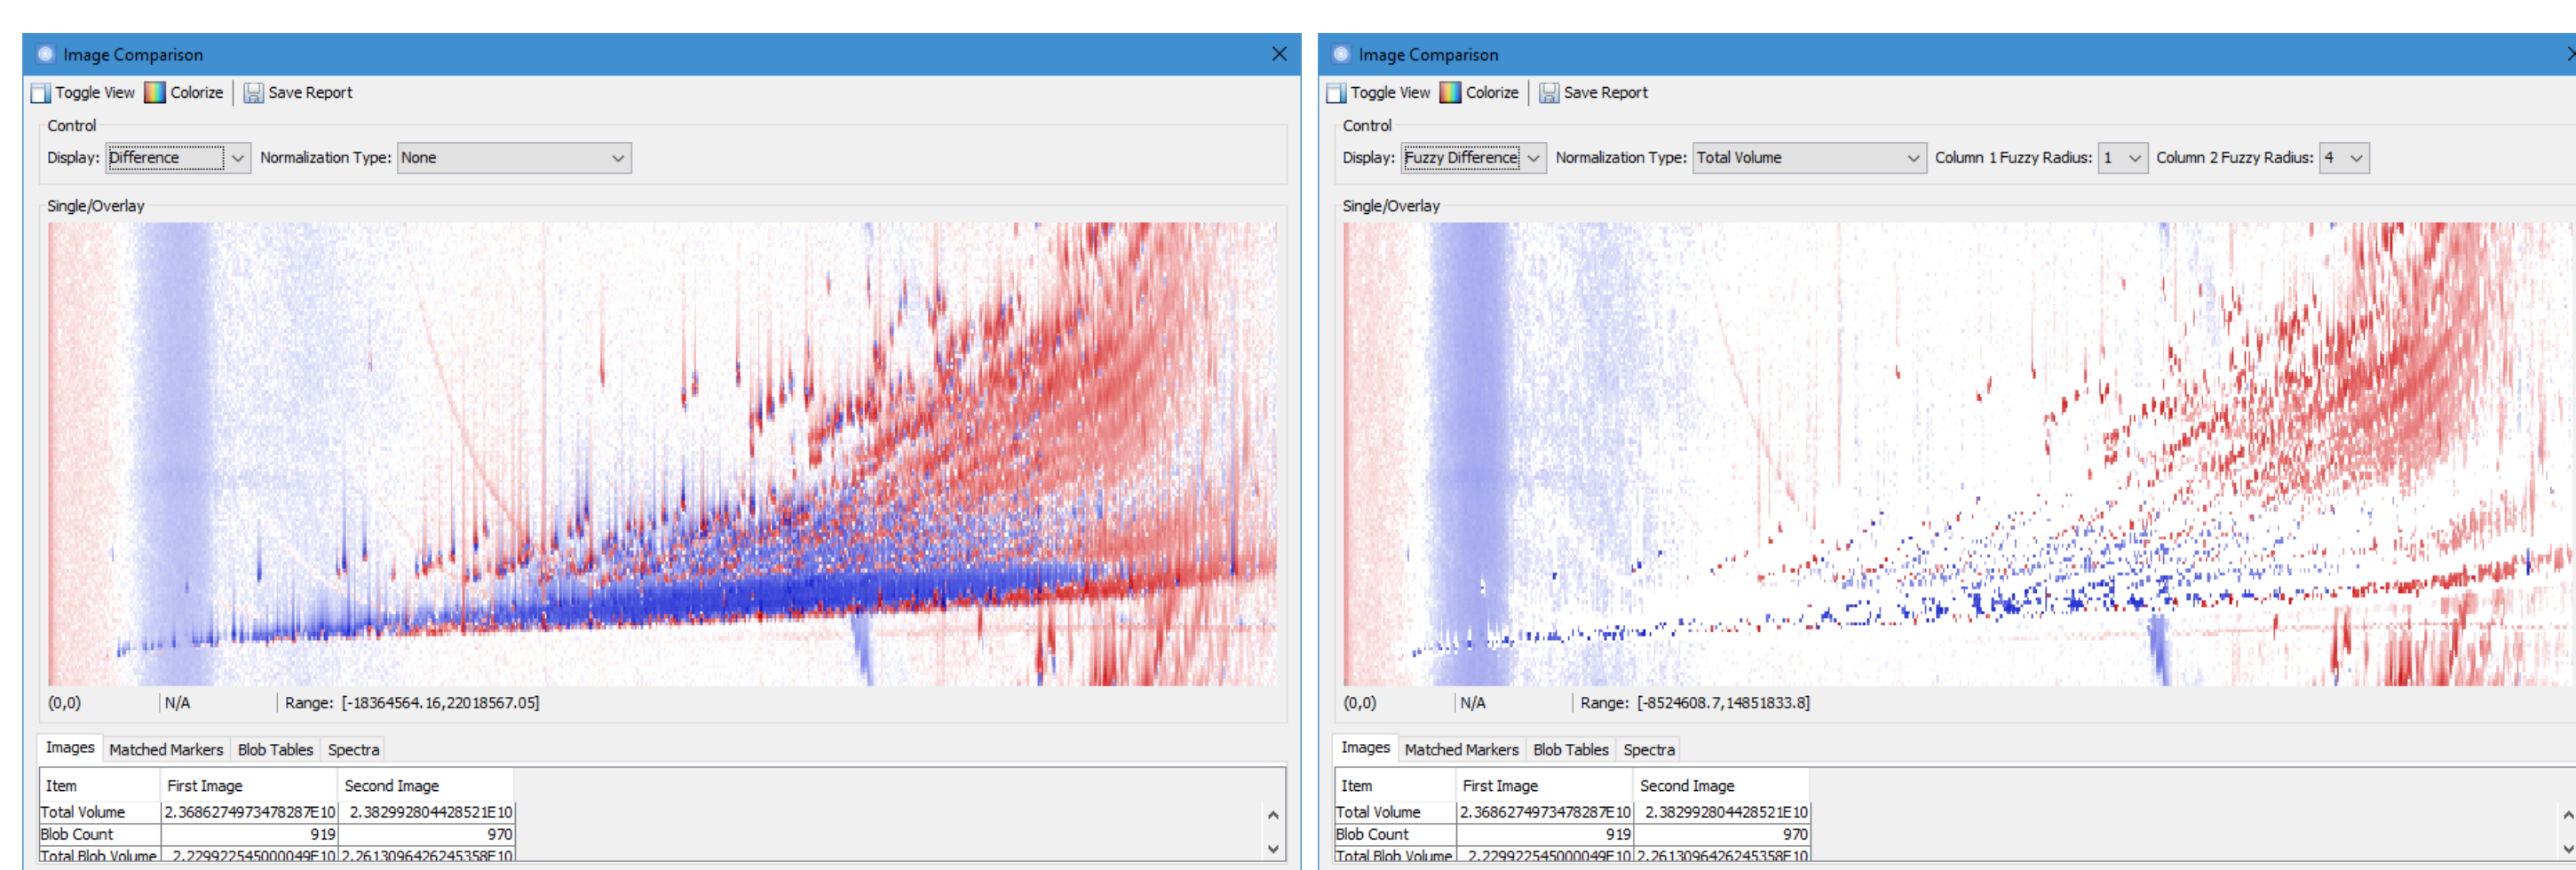 Image Comparison
Toggle View Colorize Save Report
Control
Display: Difference Normalization Type: None
Single/Overlay
(0,0) N/A Range: [-18364564.16,22018567.05]
Images Matched Markers Blob Tables Spectra
Item First Image Second Image
Total Volume 2.3686274973478287E10 2.382992804428521E10
Blob Count 919 970
Total Blob Volume 2.229922545000049E10 2.2613096426245358E10
Image Comparison
Toggle View Colorize Save Report
Control
Display: Fuzzy Difference Normalization Type: Total Volume Column 1 Fuzzy Radius: 1 Column 2 Fuzzy Radius: 4
Single/Overlay
(0,0) N/A Range: [-8524608.7,14851833.8]
Images Matched Markers Blob Tables Spectra
Item First Image Second Image
Total Volume 2.3686274973478287E10 2.382992804428521E10
Blob Count 919 970
Total Blob Volume 2.229922545000049E10 2.2613096426245358E10